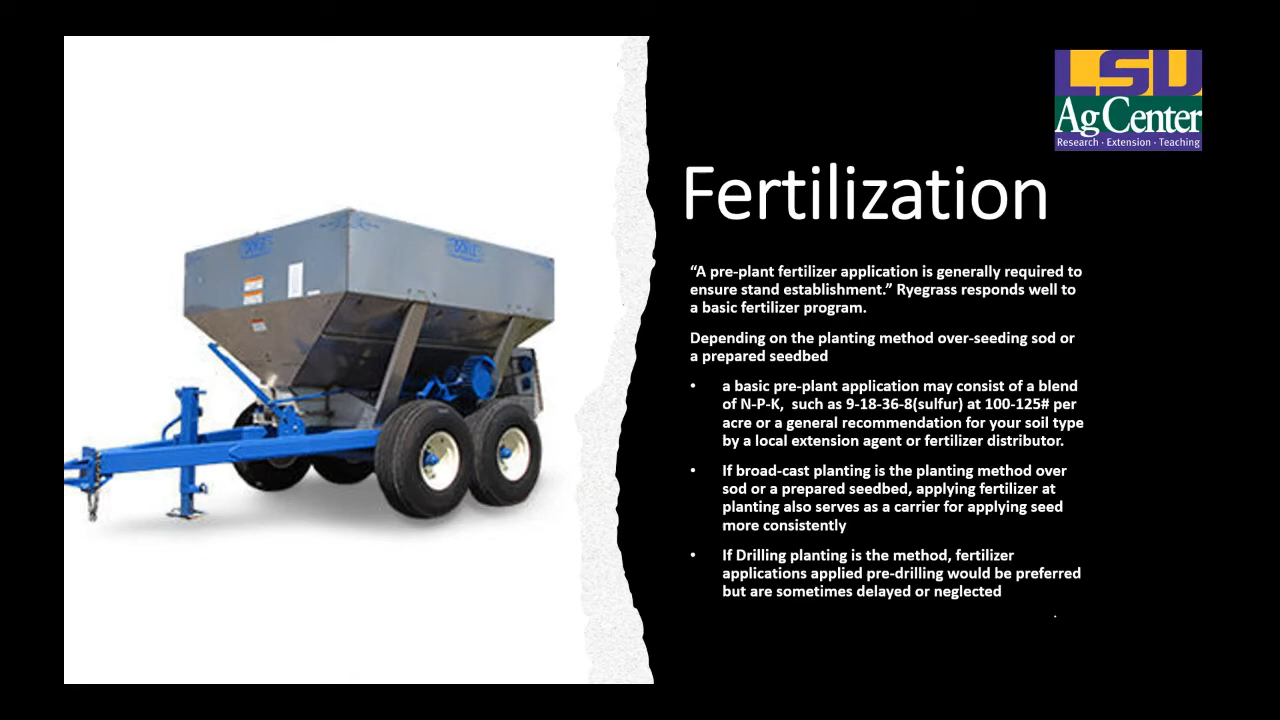 LSU
AgCenter
Research · Extension · Teaching
Fertilization
“A pre-plant fertilizer application is generally required to
ensure stand establishment.” Ryegrass responds well to
a basic fertilizer program.
Depending on the planting method over-seeding sod or
a prepared seedbed
• a basic pre-plant application may consist of a blend
of N-P-K, such as 9-18-36-8(sulfur) at 100-125# per
acre or a general recommendation for your soil type
by a local extension agent or fertilizer distributor.
• If broad-cast planting is the planting method over
sod or a prepared seedbed, applying fertilizer at
planting also serves as a carrier for applying seed
more consistently
• If Drilling planting is the method, fertilizer
applications applied pre-drilling would be preferred
but are sometimes delayed or neglected
.